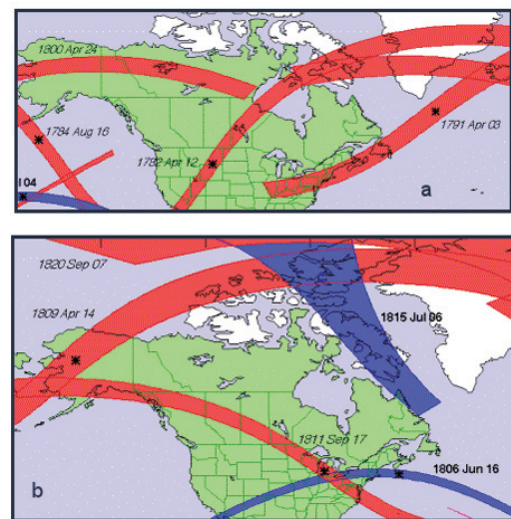 1800 Apr 24
1784 Aug 16
1782 Apr 12
1791 Apr 03
04
a
1820 Sep 07
1809 Apr 14
1815 Jul 06
1811 Sep 17
1806 Jun 16
b